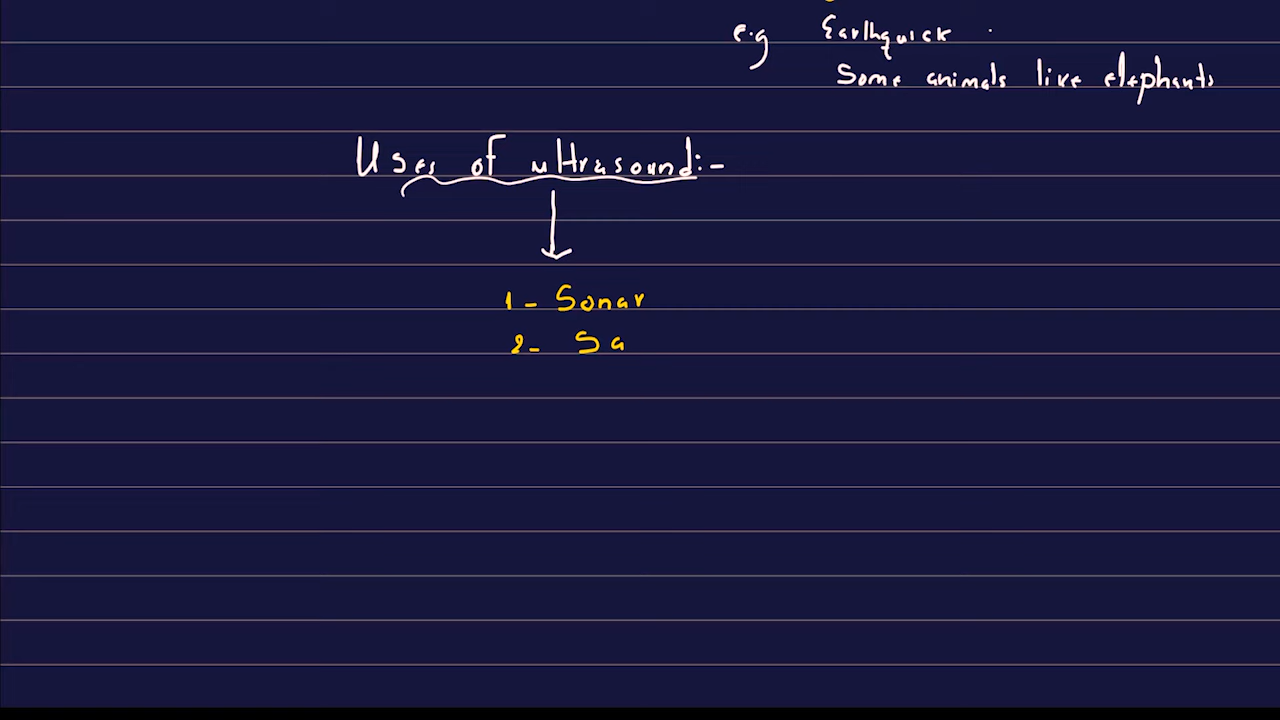 e.g Earthquick
Some animals like elephants
Uses of ultrasound:-
1- Sonar
2- Sa